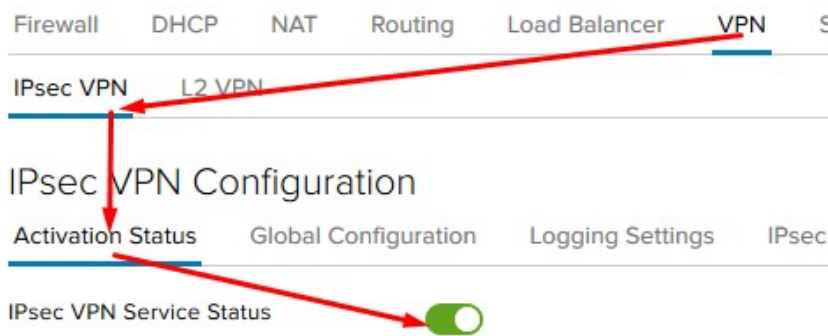 Firewall DHCP NAT Routing Load Balancer VPN S
IPsec VPN L2 VPN
IPsec VPN Configuration
Activation Status Global Configuration Logging Settings IPsec
IPsec VPN Service Status